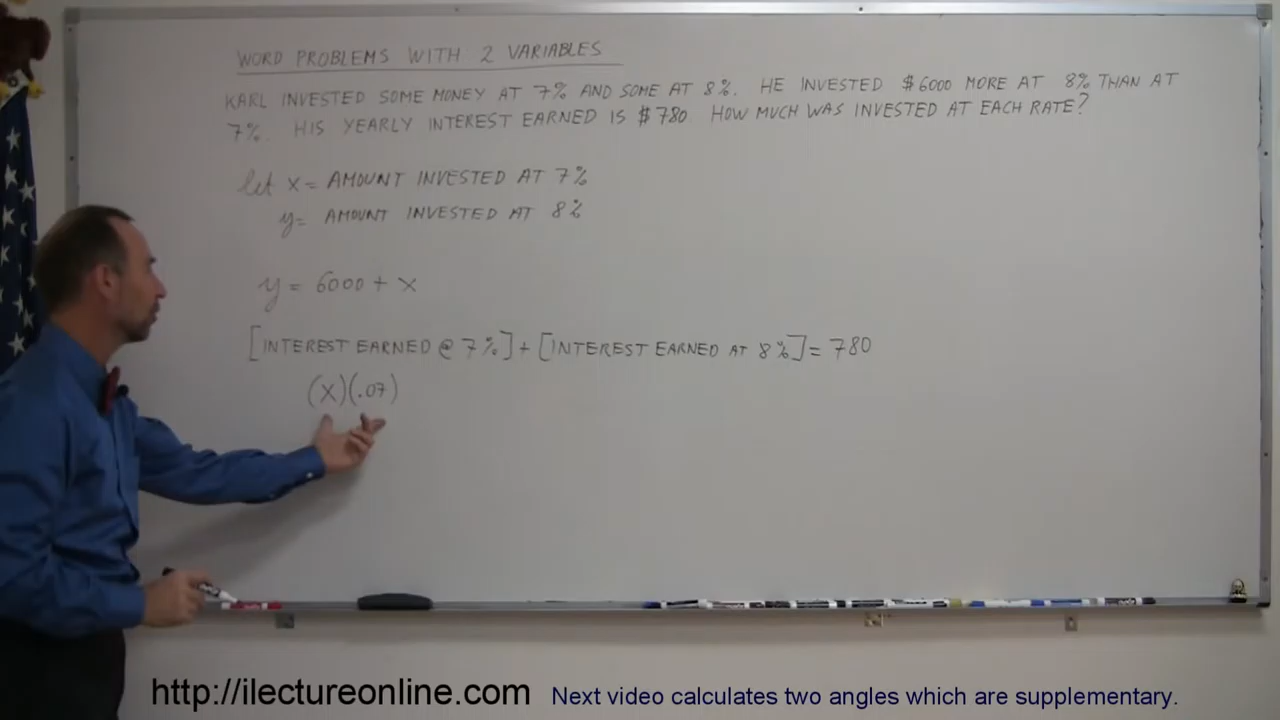 WORD PROBLEMS WITH 2 VARIABLES
KARL INVESTED SOME MONEY AT 7% AND SOME AT 8%. HE INVESTED $6000 MORE AT 8% THAN AT
7%. HIS YEARLY INTEREST EARNED IS $780 HOW MUCH WAS INVESTED AT EACH RATE?
let x = AMOUNT INVESTED AT 7%
y = AMOUNT INVESTED AT 8%
y = 6000 + x
[INTEREST EARNED @ 7%] + [INTEREST EARNED AT 8%] = 780
(x)(.07)
http://ilectureonline.com Next video calculates two angles which are supplementary.